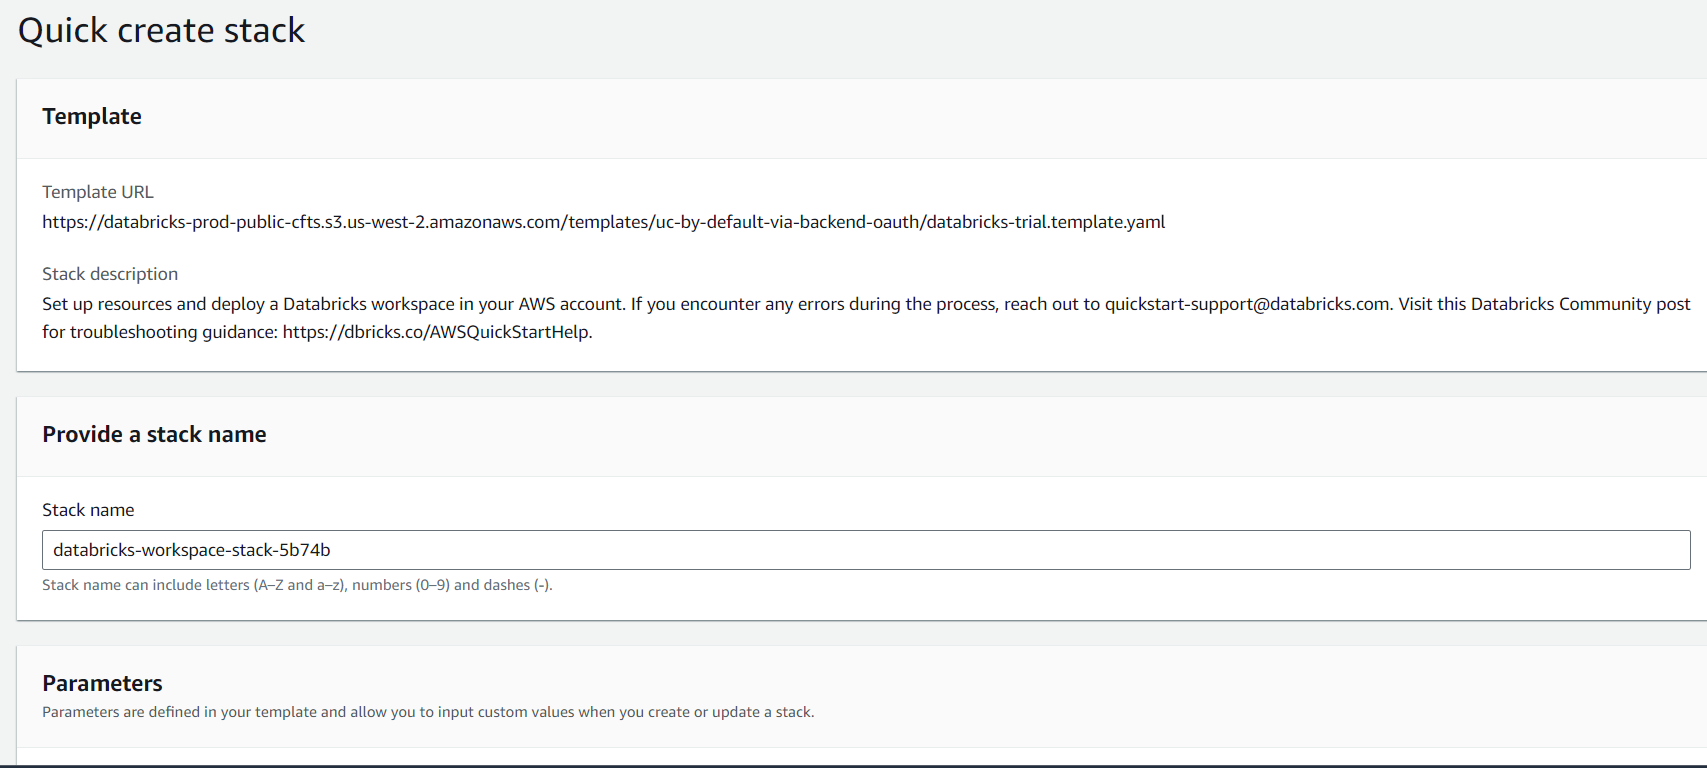 Quick create stack
Template
Template URL
https://databricks-prod-public-cfts.s3.us-west-2.amazonaws.com/templates/uc-by-default-via-backend-oauth/databricks-trial.template.yaml
Stack description
Set up resources and deploy a Databricks workspace in your AWS account. If you encounter any errors during the process, reach out to quickstart-support@databricks.com. Visit this Databricks Community post
for troubleshooting guidance: https://dbricks.co/AWSQuickStartHelp.
Provide a stack name
Stack name
databricks-workspace-stack-5b74b
Stack name can include letters (A–Z and a–z), numbers (0–9) and dashes (-).
Parameters
Parameters are defined in your template and allow you to input custom values when you create or update a stack.